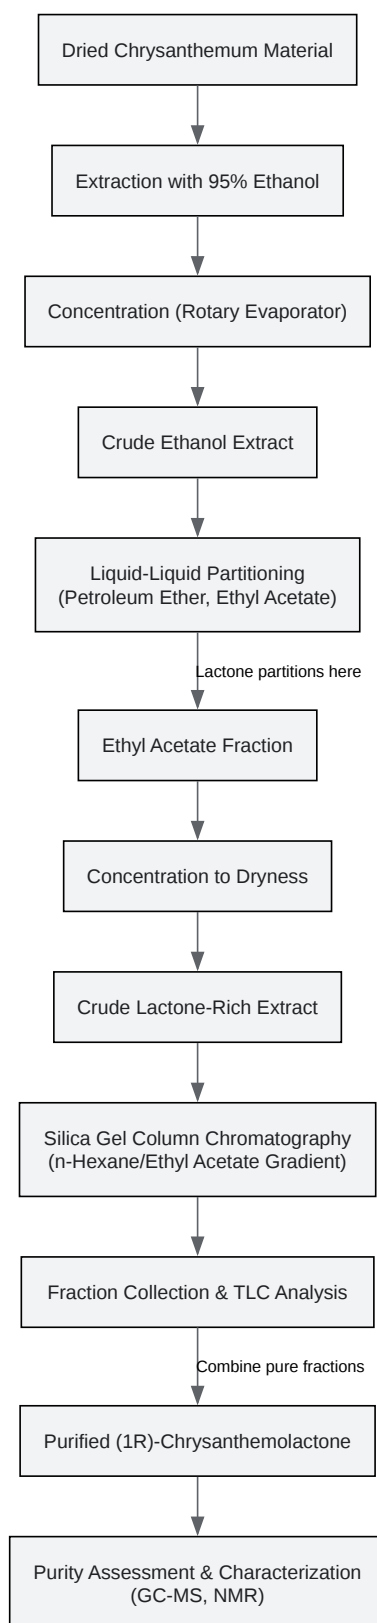 Dried Chrysanthemum Material
Extraction with 95% Ethanol
Concentration (Rotary Evaporator)
Crude Ethanol Extract
Liquid-Liquid Partitioning
(Petroleum Ether, Ethyl Acetate)
Lactone partitions here
Ethyl Acetate Fraction
Concentration to Dryness
Crude Lactone-Rich Extract
Silica Gel Column Chromatography
(n-Hexane/Ethyl Acetate Gradient)
Fraction Collection & TLC Analysis
Combine pure fractions
Purified (1R)-Chrysanthemolactone
Purity Assessment & Characterization
(GC-MS, NMR)